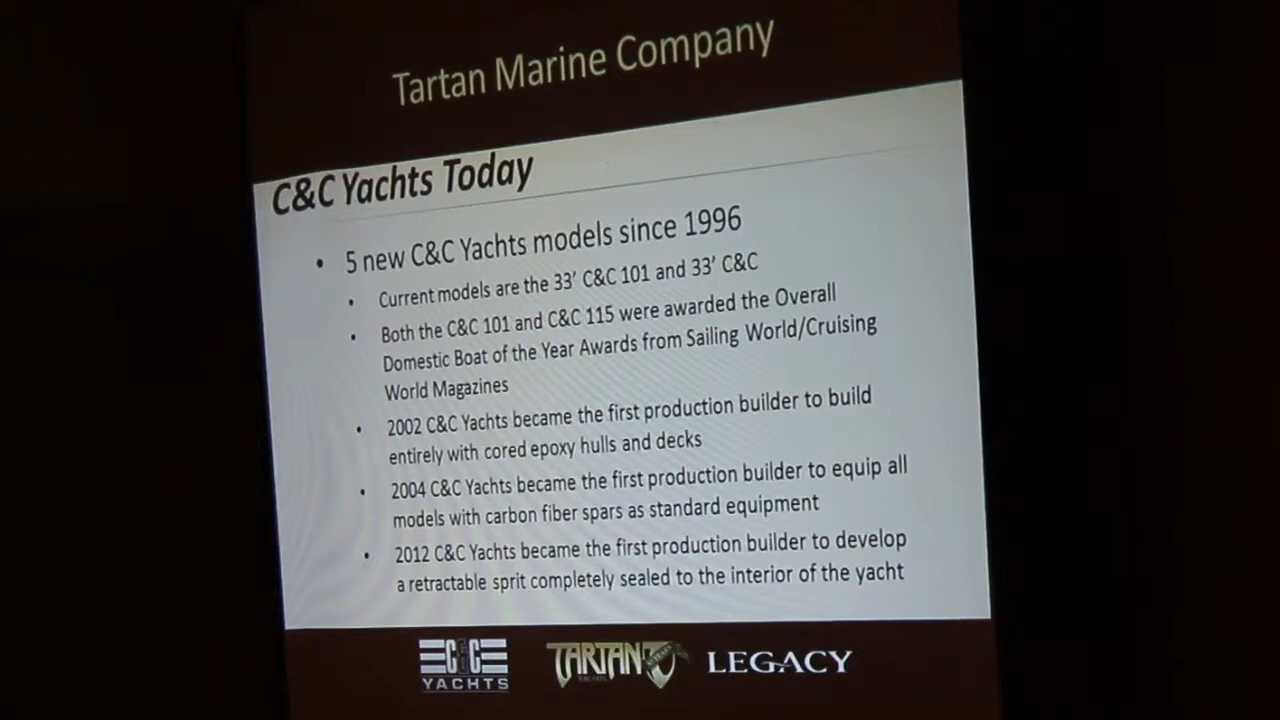 Tartan Marine Company
C&C Yachts Today
• 5 new C&C Yachts models since 1996
• Current models are the 33’ C&C 101 and 33’ C&C
• Both the C&C 101 and C&C 115 were awarded the Overall
Domestic Boat of the Year Awards from Sailing World/Cruising
World Magazines
• 2002 C&C Yachts became the first production builder to build
entirely with cored epoxy hulls and decks
• 2004 C&C Yachts became the first production builder to equip all
models with carbon fiber spars as standard equipment
• 2012 C&C Yachts became the first production builder to develop
a retractable sprit completely sealed to the interior of the yacht
C&C
YACHTS
TARTAN
YACHTS
LEGACY